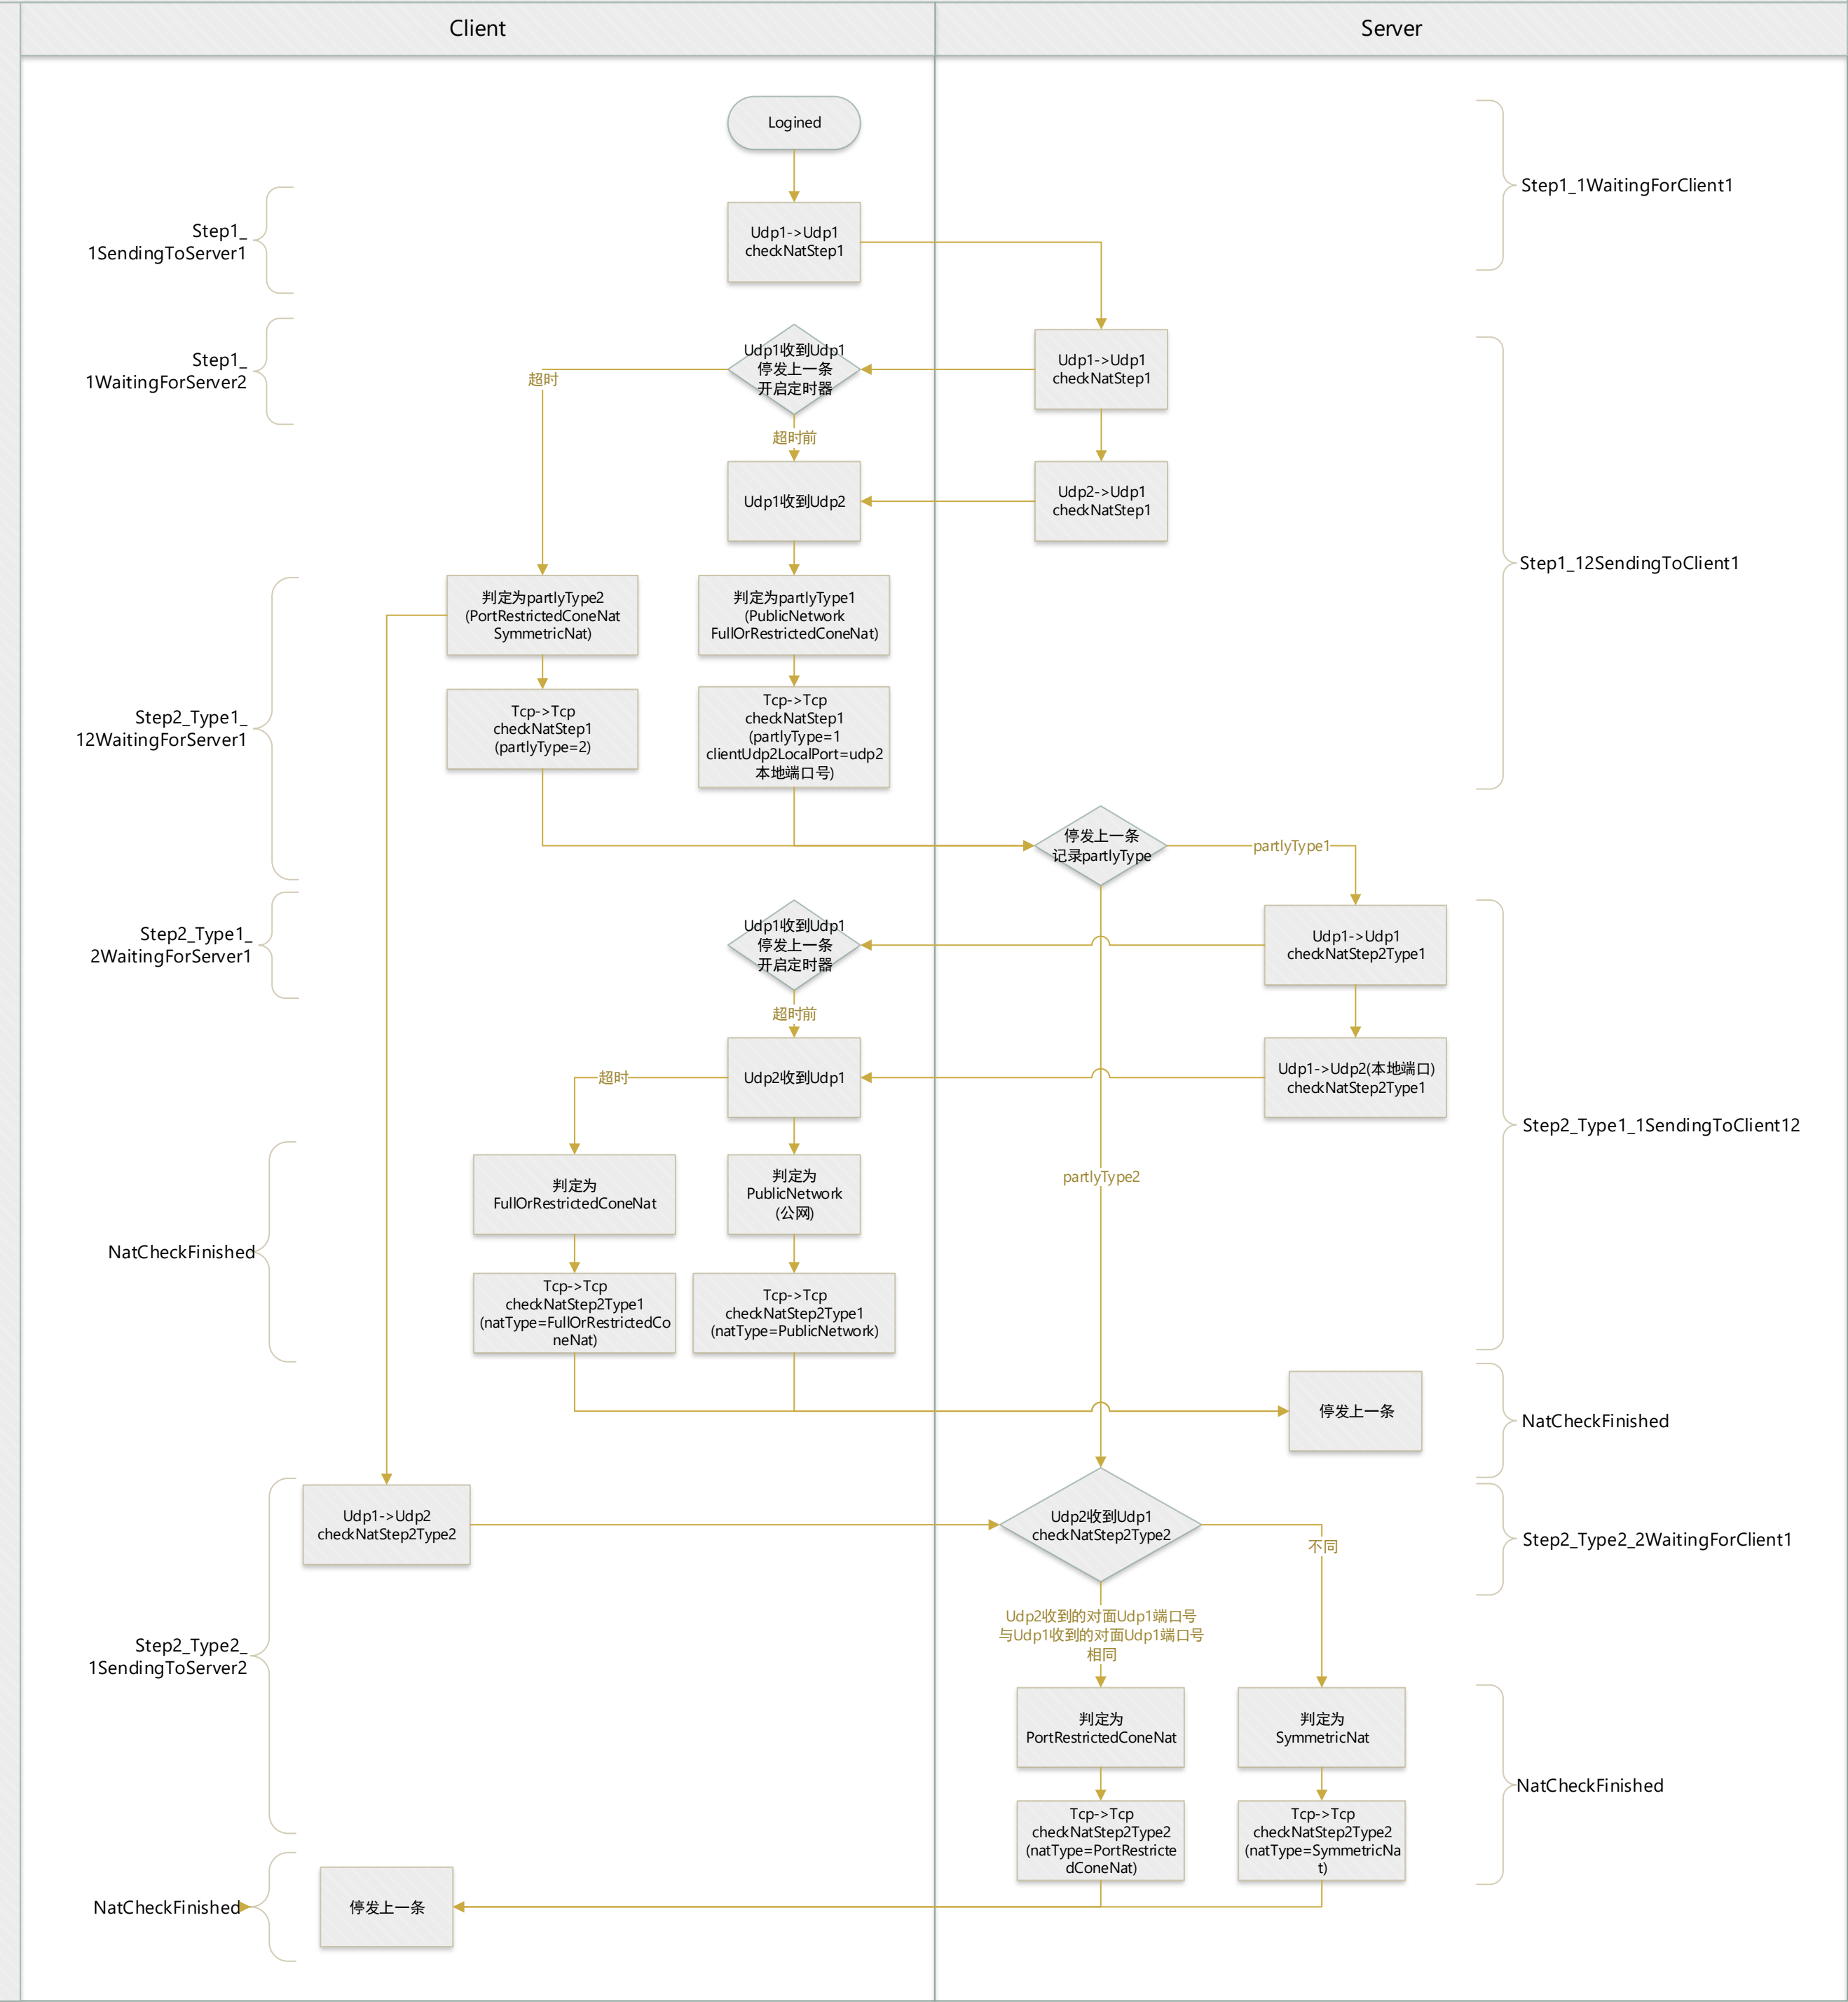 Client
Server
Logined
Step1_1WaitingForClient1
Step1_
1SendingToServer1
Udp1->Udp1
checkNatStep1
Step1_
1WaitingForServer2
Udp1收到Udp1
停发上一条
开启定时器
Udp1->Udp1
checkNatStep1
超时
超时前
Udp1收到Udp2
Udp2->Udp1
checkNatStep1
Step1_12SendingToClient1
判定为partlyType2
(PortRestrictedConeNat
SymmetricNat)
判定为partlyType1
(PublicNetwork
FullOrRestrictedConeNat)
Step2_Type1_
12WaitingForServer1
Tcp->Tcp
checkNatStep1
(partlyType=2)
Tcp->Tcp
checkNatStep1
(partlyType=1
clientUdp2LocalPort=udp2
本地端口号)
停发上一条
记录partlyType
partlyType1
Step2_Type1_
2WaitingForServer1
Udp1收到Udp1
停发上一条
开启定时器
Udp1->Udp1
checkNatStep2Type1
超时前
超时
Udp2收到Udp1
Udp1->Udp2(本地端口)
checkNatStep2Type1
Step2_Type1_1SendingToClient12
partlyType2
判定为
FullOrRestrictedConeNat
判定为
PublicNetwork
(公网)
NatCheckFinished
Tcp->Tcp
checkNatStep2Type1
(natType=FullOrRestrictedCo
neNat)
Tcp->Tcp
checkNatStep2Type1
(natType=PublicNetwork)
停发上一条
NatCheckFinished
Udp1->Udp2
checkNatStep2Type2
Udp2收到Udp1
checkNatStep2Type2
不同
Step2_Type2_2WaitingForClient1
Udp2收到的对面Udp1端口号
与Udp1收到的对面Udp1端口号
相同
Step2_Type2_
1SendingToServer2
判定为
PortRestrictedConeNat
判定为
SymmetricNat
NatCheckFinished
Tcp->Tcp
checkNatStep2Type2
(natType=PortRestricte
dConeNat)
Tcp->Tcp
checkNatStep2Type2
(natType=SymmetricNa
t)
NatCheckFinished
停发上一条